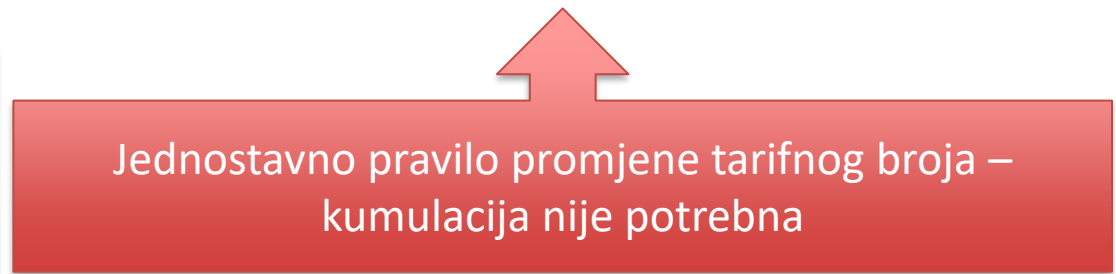 Jednostavno pravilo promjene tarifnog broja –
kumulacija nije potrebna